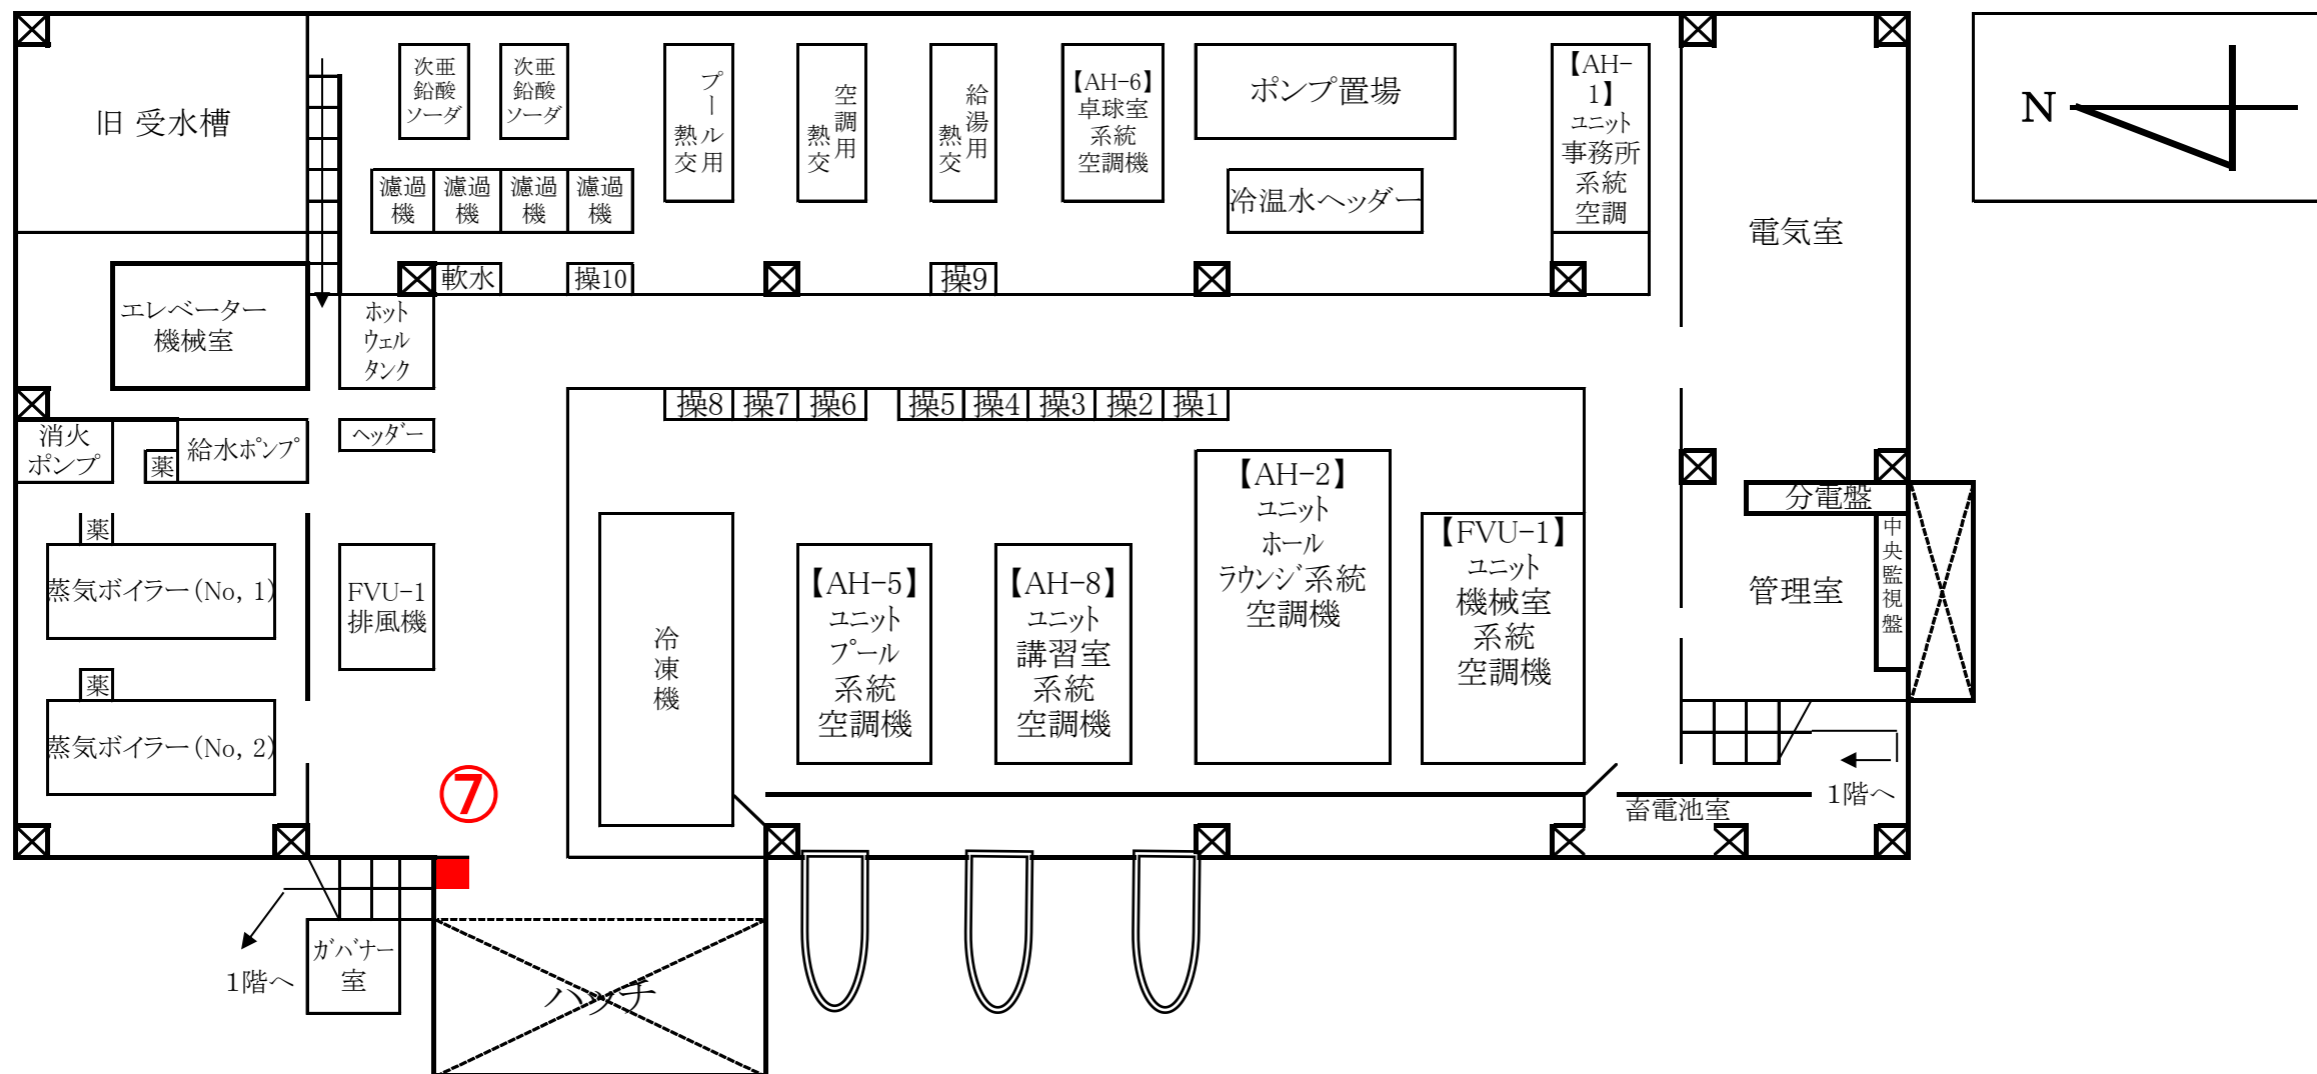 旧 受水槽
次亜
鉛酸
ソーダ
次亜
鉛酸
ソーダ
プール用
熱交
空調用
熱交
給湯用
熱交
【AH-6】
卓球室
系統
空調機
ポンプ置場
【AH-
1】
ユニット
事務所
系統
空調
N
濾過
機
濾過
機
濾過
機
濾過
機
冷温水ヘッダー
電気室
軟水
操10
操9
エレベーター
機械室
ホット
ウェル
タンク
操8
操7
操6
操5
操4
操3
操2
操1
消火
ポンプ
薬
給水ポンプ
ヘッダー
【AH-2】
ユニット
ホール
ラウンジ系統
空調機
分電盤
中央監視盤
薬
蒸気ボイラー(No, 1)
FVU-1
排風機
冷凍機
【AH-5】
ユニット
プール
系統
空調機
【AH-8】
ユニット
講習室
系統
空調機
【FVU-1】
ユニット
機械室
系統
空調機
管理室
薬
蒸気ボイラー(No, 2)
⑦
畜電池室
1階へ
1階へ
ガバナー
室
ハッチ